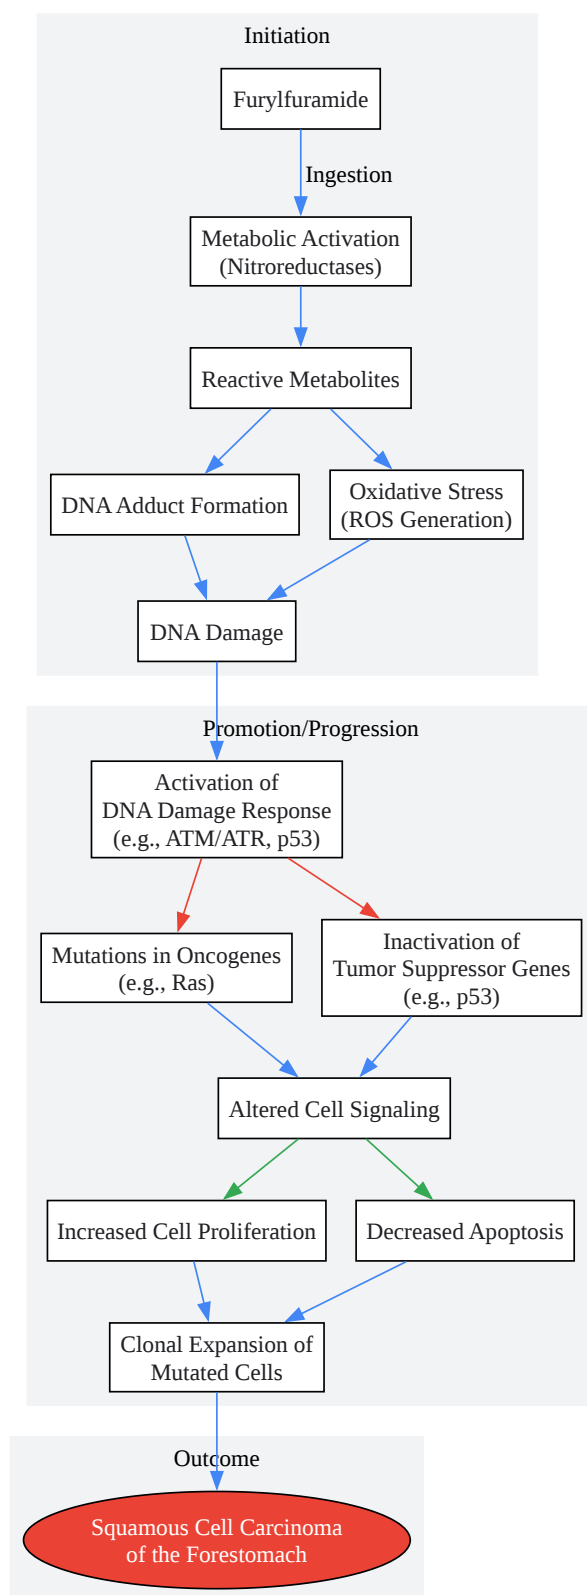 Initiation
Furylfuramide
Ingestion
Metabolic Activation
(Nitroreductases)
Reactive Metabolites
DNA Adduct Formation
Oxidative Stress
(ROS Generation)
DNA Damage
Promotion/Progression
Activation of
DNA Damage Response
(e.g., ATM/ATR, p53)
Mutations in Oncogenes
(e.g., Ras)
Inactivation of
Tumor Suppressor Genes
(e.g., p53)
Altered Cell Signaling
Increased Cell Proliferation
Decreased Apoptosis
Clonal Expansion of
Mutated Cells
Outcome
Squamous Cell Carcinoma
of the Forestomach